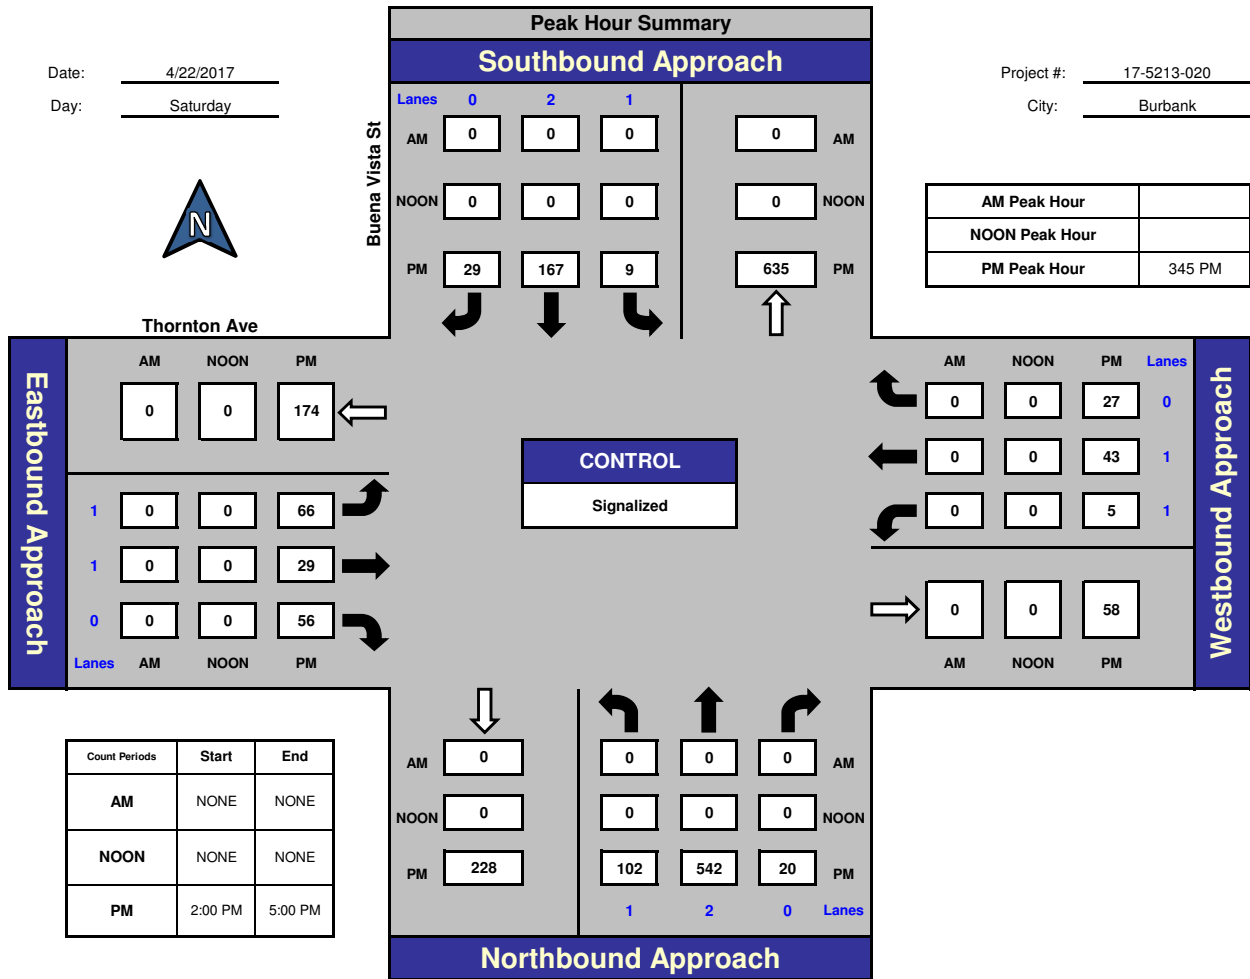 Peak Hour Summary
Southbound Approach
Date: 4/22/2017
Day: Saturday
Project #: 17-5213-020
City: Burbank
N
Buena Vista St
Lanes 0 2 1
AM 0 0 0 0 AM
NOON 0 0 0 0 NOON
PM 29 167 9 635 PM
AM Peak Hour
NOON Peak Hour
PM Peak Hour 345 PM
Thornton Ave
Eastbound Approach
AM NOON PM
0 0 174
1 0 0 66
1 0 0 29
0 0 0 56
Lanes AM NOON PM
CONTROL
Signalized
AM NOON PM Lanes
0 0 27 0
0 0 43 1
0 0 5 1
0 0 58
AM NOON PM
Westbound Approach
Count Periods Start End
AM NONE NONE
NOON NONE NONE
PM 2:00 PM 5:00 PM
AM 0 0 0 0 AM
NOON 0 0 0 0 NOON
PM 228 102 542 20 PM
1 2 0 Lanes
Northbound Approach